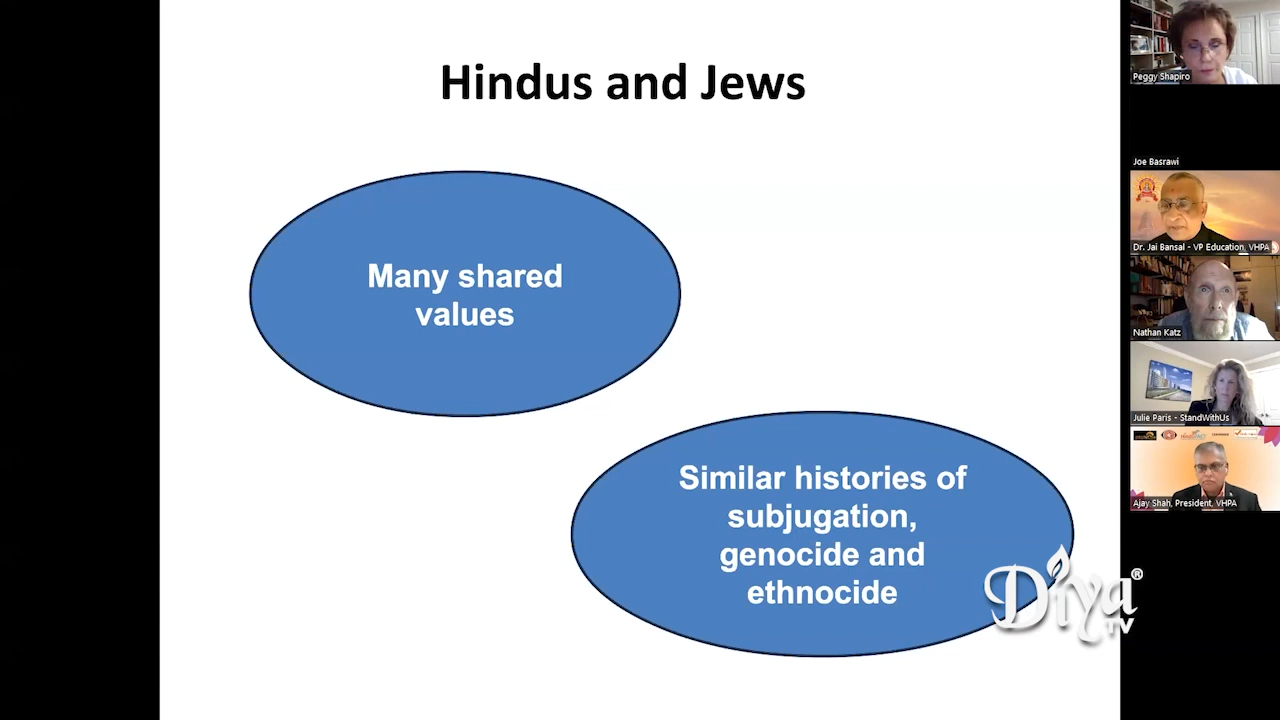 Hindus and Jews
Many shared
values
Similar histories of
subjugation,
genocide and
ethnocide
Diya®
TV
Peggy Shapiro
Joe Basrawi
Dr. Jai Bansal - VP Education, VHPA
Nathan Katz
Julie Paris - StandWithUs
Ajay Shah, President, VHPA